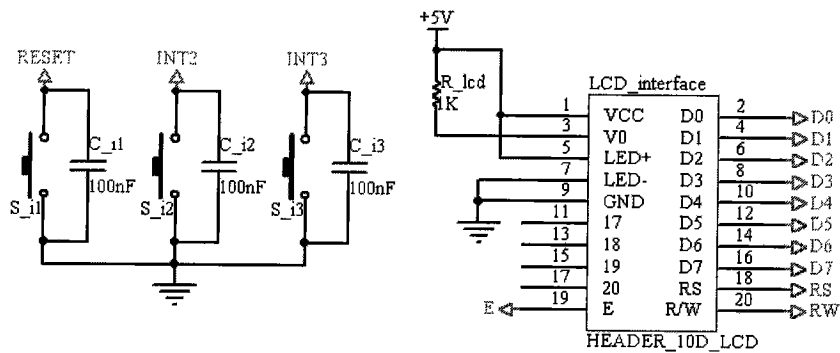 +5V
RESET INT2 INT3
R_lcd
1K
LCD_interface
C_i1 C_i2 C_i3
100nF 100nF 100nF
S_i1 S_i2 S_i3
1 VCC D0 2 D0
3 V0 D1 4 D1
5 LED+ D2 6 D2
7 LED- D3 8 D3
9 GND D4 10 D4
11 17 D5 12 D5
13 18 D6 14 D6
15 19 D7 16 D7
17 20 RS 18 RS
E 19 E R/W 20 RW
HEADER_10D_LCD